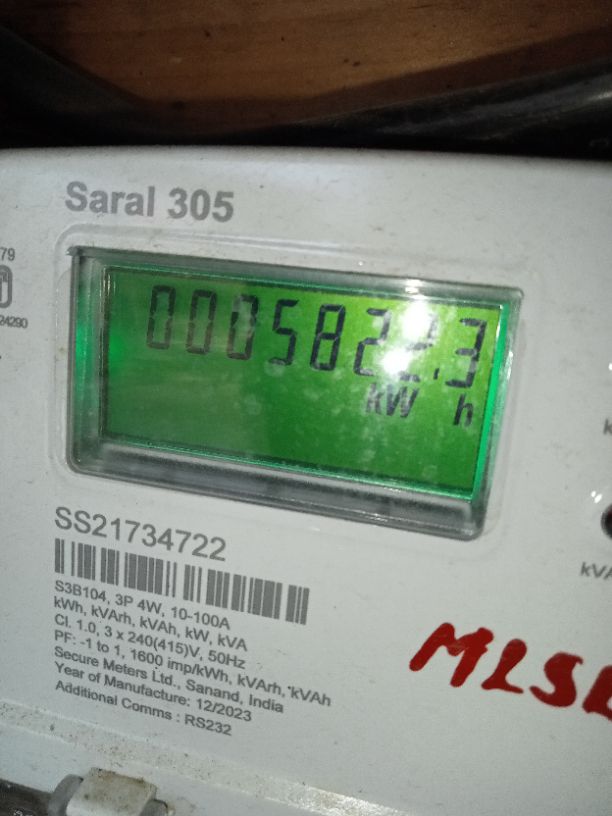 Saral 305
79
24290
0005822.3
kW h
SS21734722
S3B104, 3P 4W, 10-100A
kWh, kVArh, kVAh, kW, kVA
Cl. 1.0, 3 x 240(415)V, 50Hz
PF: -1 to 1, 1600 imp/kWh, kVArh, kVAh
Secure Meters Ltd., Sanand, India
Year of Manufacture: 12/2023
Additional Comms : RS232